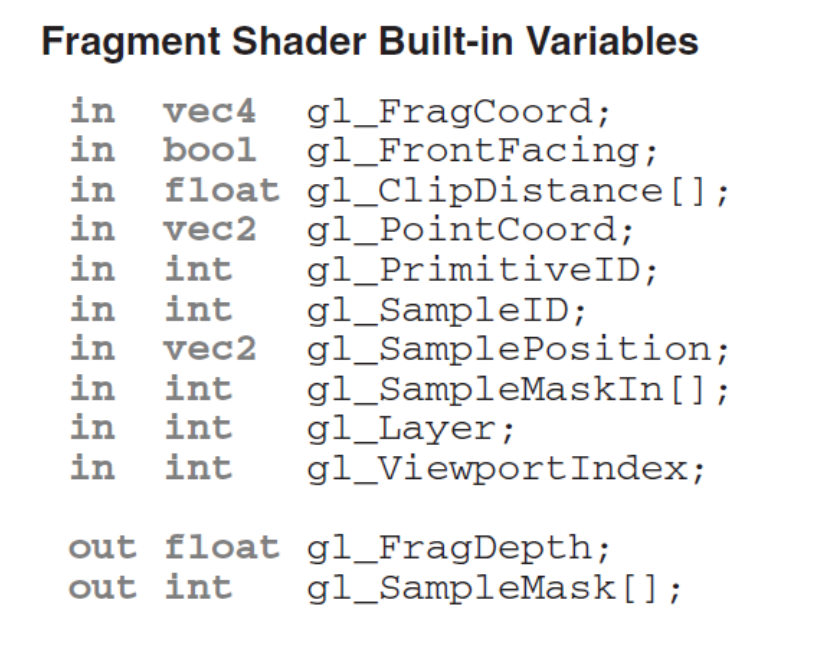 Fragment Shader Built-in Variables
in vec4 gl_FragCoord;
in bool gl_FrontFacing;
in float gl_ClipDistance[];
in vec2 gl_PointCoord;
in int gl_PrimitiveID;
in int gl_SampleID;
in vec2 gl_SamplePosition;
in int gl_SampleMaskIn[];
in int gl_Layer;
in int gl_ViewportIndex;
out float gl_FragDepth;
out int gl_SampleMask[];